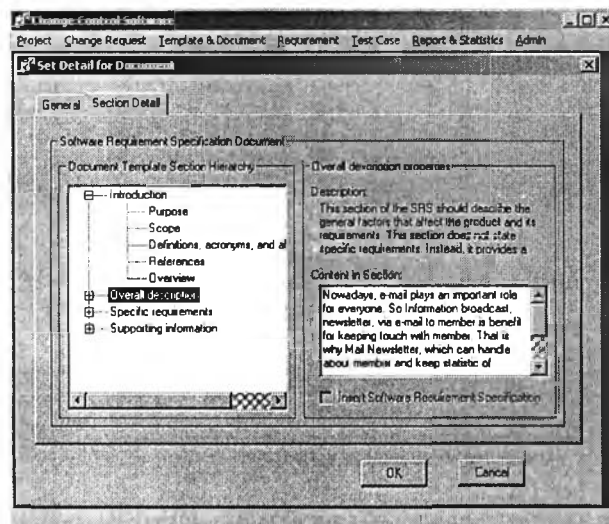 Change Control Software
Project Change Request Template & Document Requirement Test Case Report & Statistics Admin
Set Detail for Document
General Section Detail
Software Requirement Specification Document
Document Template Section Hierarchy
Introduction
Purpose
Scope
Definitions, acronyms, and al
References
Overview
Overall description
Specific requirements
Supporting information
Overall description properties
Description:
This section of the SRS should describe the
general factors that affect the product and its
requirements. This section does not state
specific requirements. Instead, it provides a
Content in Section:
Nowadays, e-mail plays an important role
for everyone. So Information broadcast,
newsletter, via e-mail to member is benefit
for keeping touch with member. That is
why Mail Newsletter, which can handle
about member and keep statistic of
Insert Software Requirement Specification
OK Cancel